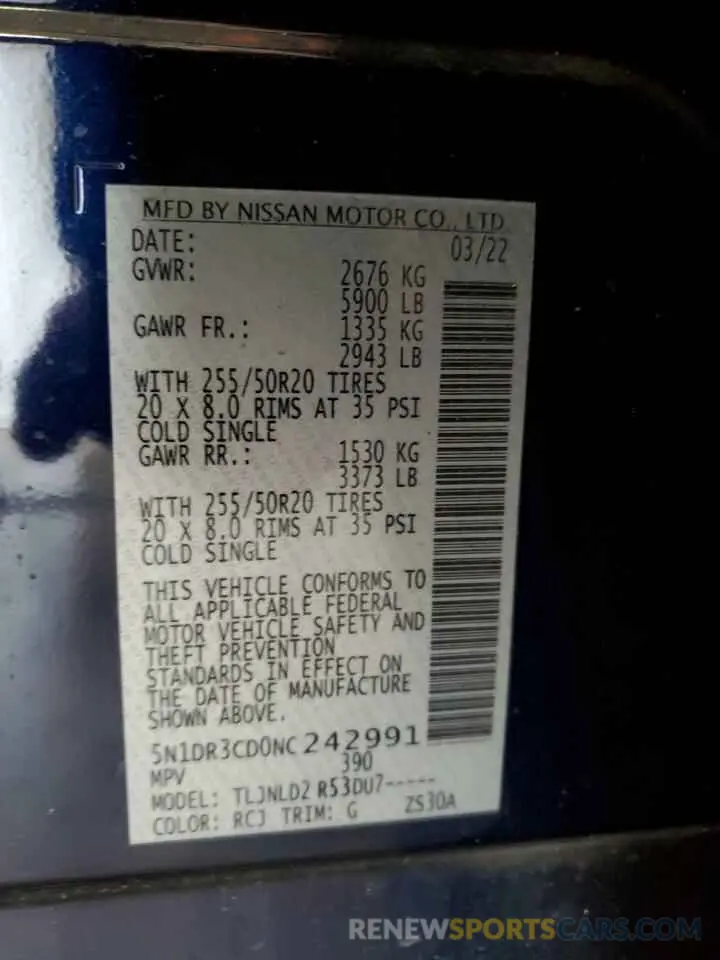 MFD BY NISSAN MOTOR CO., LTD.
DATE: 03/22
GVWR: 2676 KG
5900 LB
GAWR FR.: 1335 KG
2943 LB
WITH 255/50R20 TIRES
20 X 8.0 RIMS AT 35 PSI
COLD SINGLE
GAWR RR.: 1530 KG
3373 LB
WITH 255/50R20 TIRES
20 X 8.0 RIMS AT 35 PSI
COLD SINGLE
THIS VEHICLE CONFORMS TO
ALL APPLICABLE FEDERAL
MOTOR VEHICLE SAFETY AND
THEFT PREVENTION
STANDARDS IN EFFECT ON
THE DATE OF MANUFACTURE
SHOWN ABOVE.
5N1DR3CD0NC242991
MPV 390
MODEL: TLJNLD2 R53DU7-----
COLOR: RCJ TRIM: G ZS30A
RENEWSPORTSCARS.COM